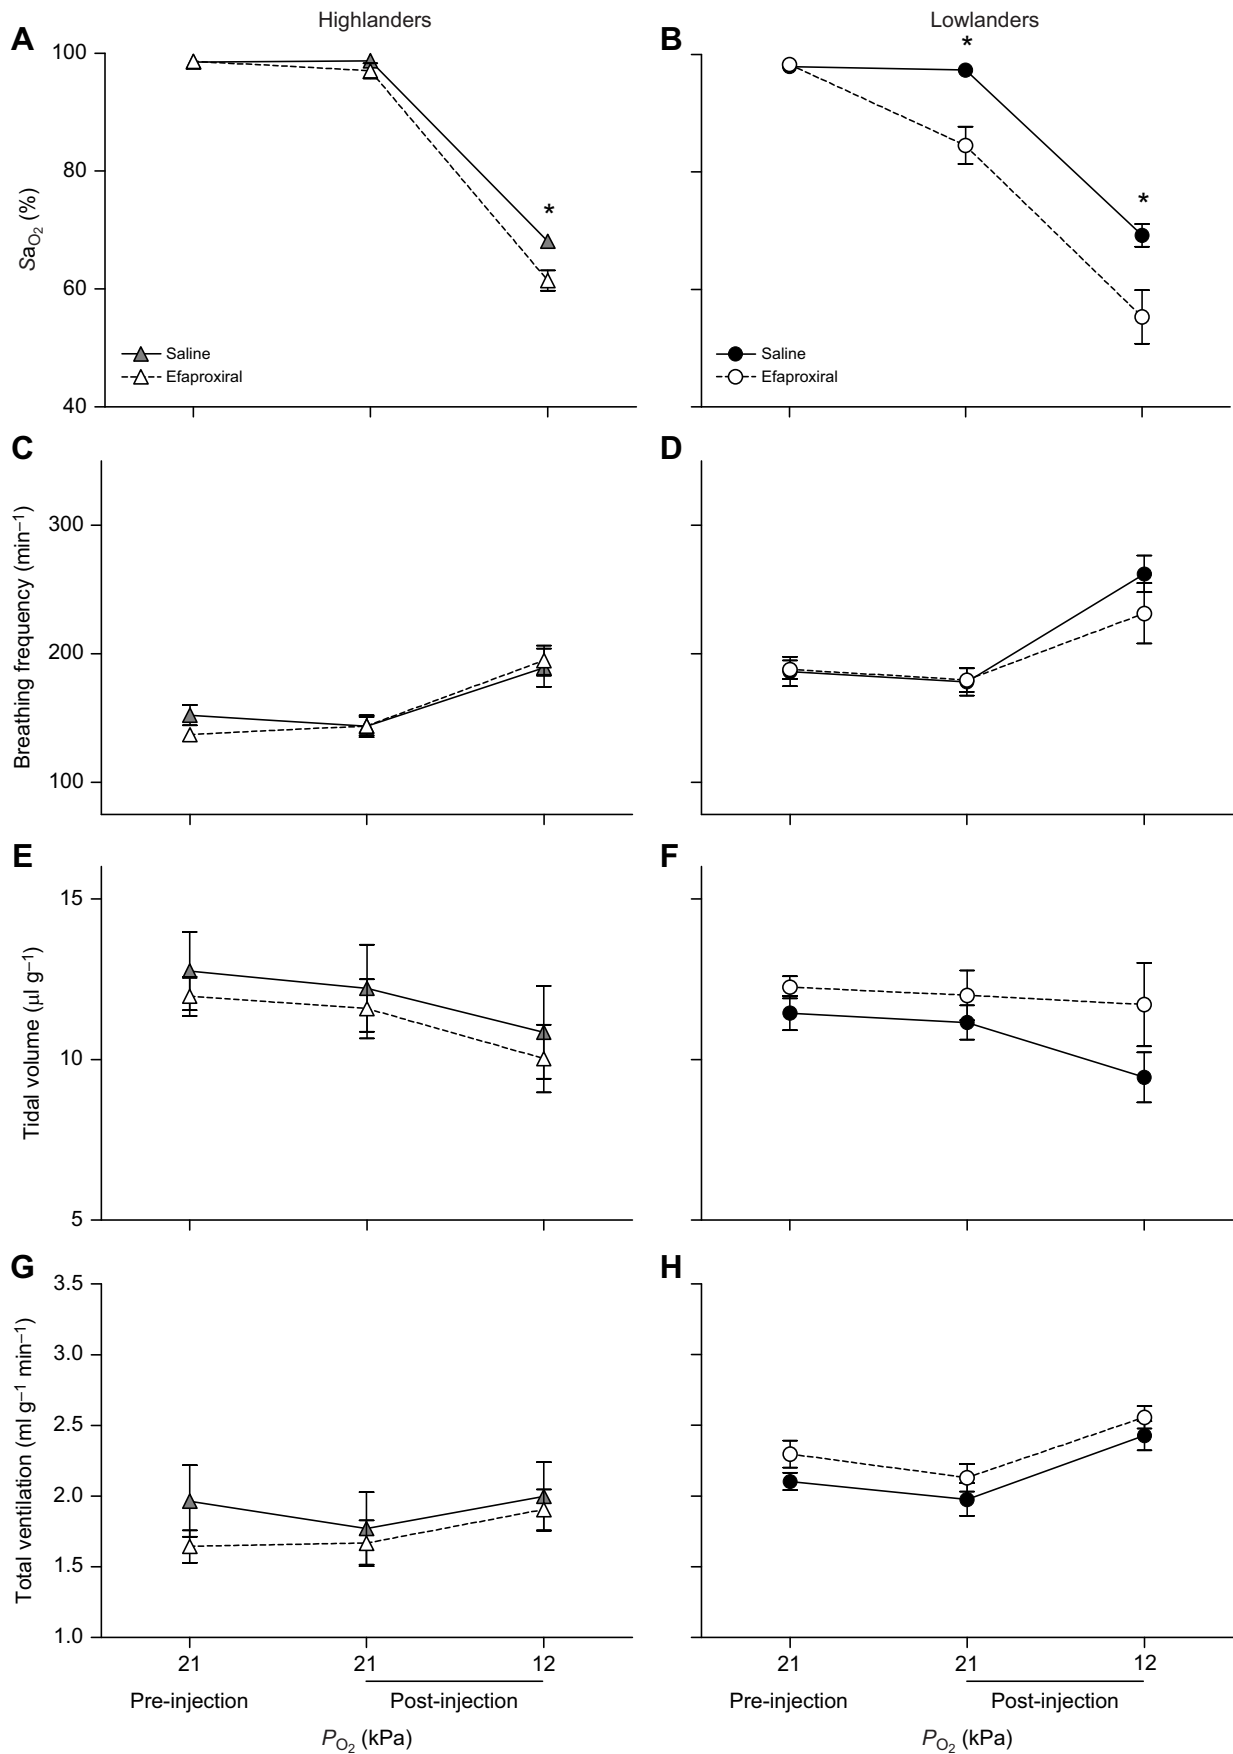 Highlanders
Lowlanders
A
B
100
80
60
40
SaO2 (%)
*
*
*
Saline
Efaproxiral
Saline
Efaproxiral
C
D
300
200
100
Breathing frequency (min−1)
E
F
15
10
5
Tidal volume (µl g−1)
G
H
3.5
3.0
2.5
2.0
1.5
1.0
Total ventilation (ml g−1 min−1)
21 21 12 21 21 12
Pre-injection Post-injection Pre-injection Post-injection
PO2 (kPa) PO2 (kPa)